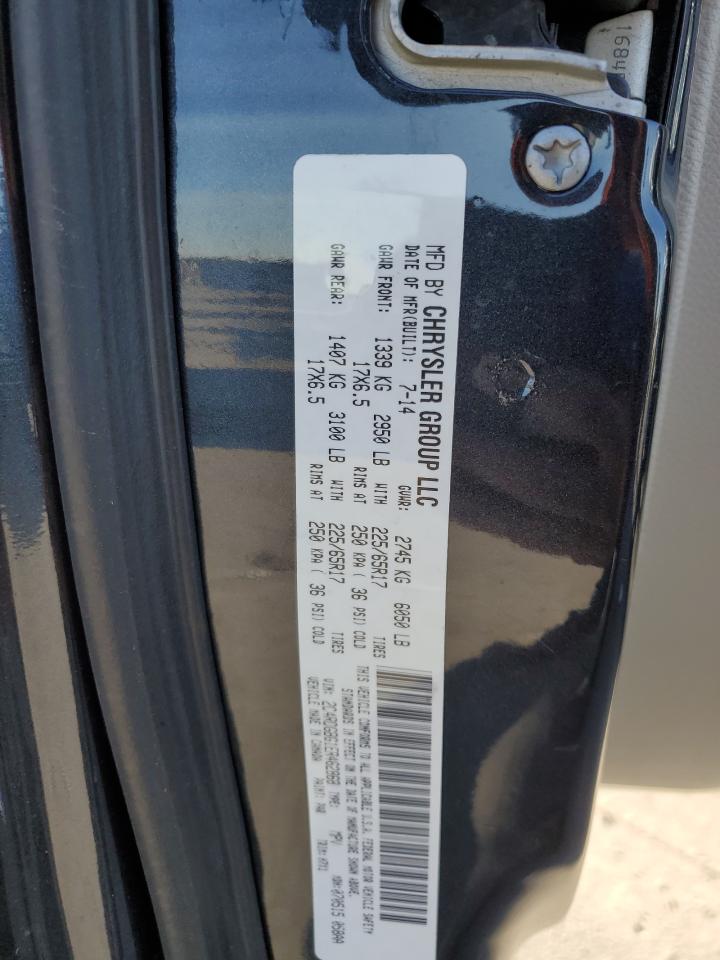 MFD BY CHRYSLER GROUP LLC
DATE OF MFR(BUILT): 7-14 GVWR: 2745 KG 6050 LB
GAWR FRONT: 1339 KG 2950 LB WITH 225/65R17 TIRES
17X6.5 RIMS AT 250 KPA ( 36 PSI) COLD
GAWR REAR: 1407 KG 3100 LB WITH 225/65R17 TIRES
17X6.5 RIMS AT 250 KPA ( 36 PSI) COLD
THIS VEHICLE CONFORMS TO ALL APPLICABLE U.S.A. FEDERAL MOTOR VEHICLE SAFETY
STANDARDS IN EFFECT ON THE DATE OF MANUFACTURE SHOWN ABOVE.
VIN: TYPE: MPV
MADE IN CANADA PAINT: